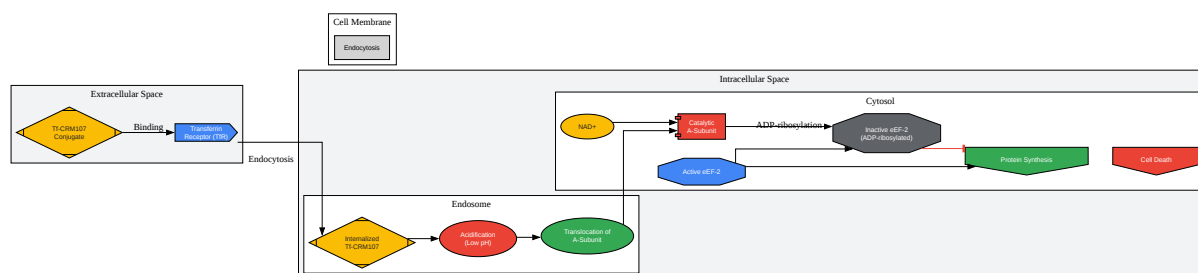 Cell Membrane
Endocytosis
Intracellular Space
Extracellular Space
Tf-CRM107
Conjugate
Binding
Transferrin
Receptor (TfR)
Endocytosis
Cytosol
NAD+
Catalytic
A-Subunit
ADP-ribosylation
Inactive eEF-2
(ADP-ribosylated)
Active eEF-2
Protein Synthesis
Cell Death
Endosome
Internalized
Tf-CRM107
Acidification
(Low pH)
Translocation of
A-Subunit